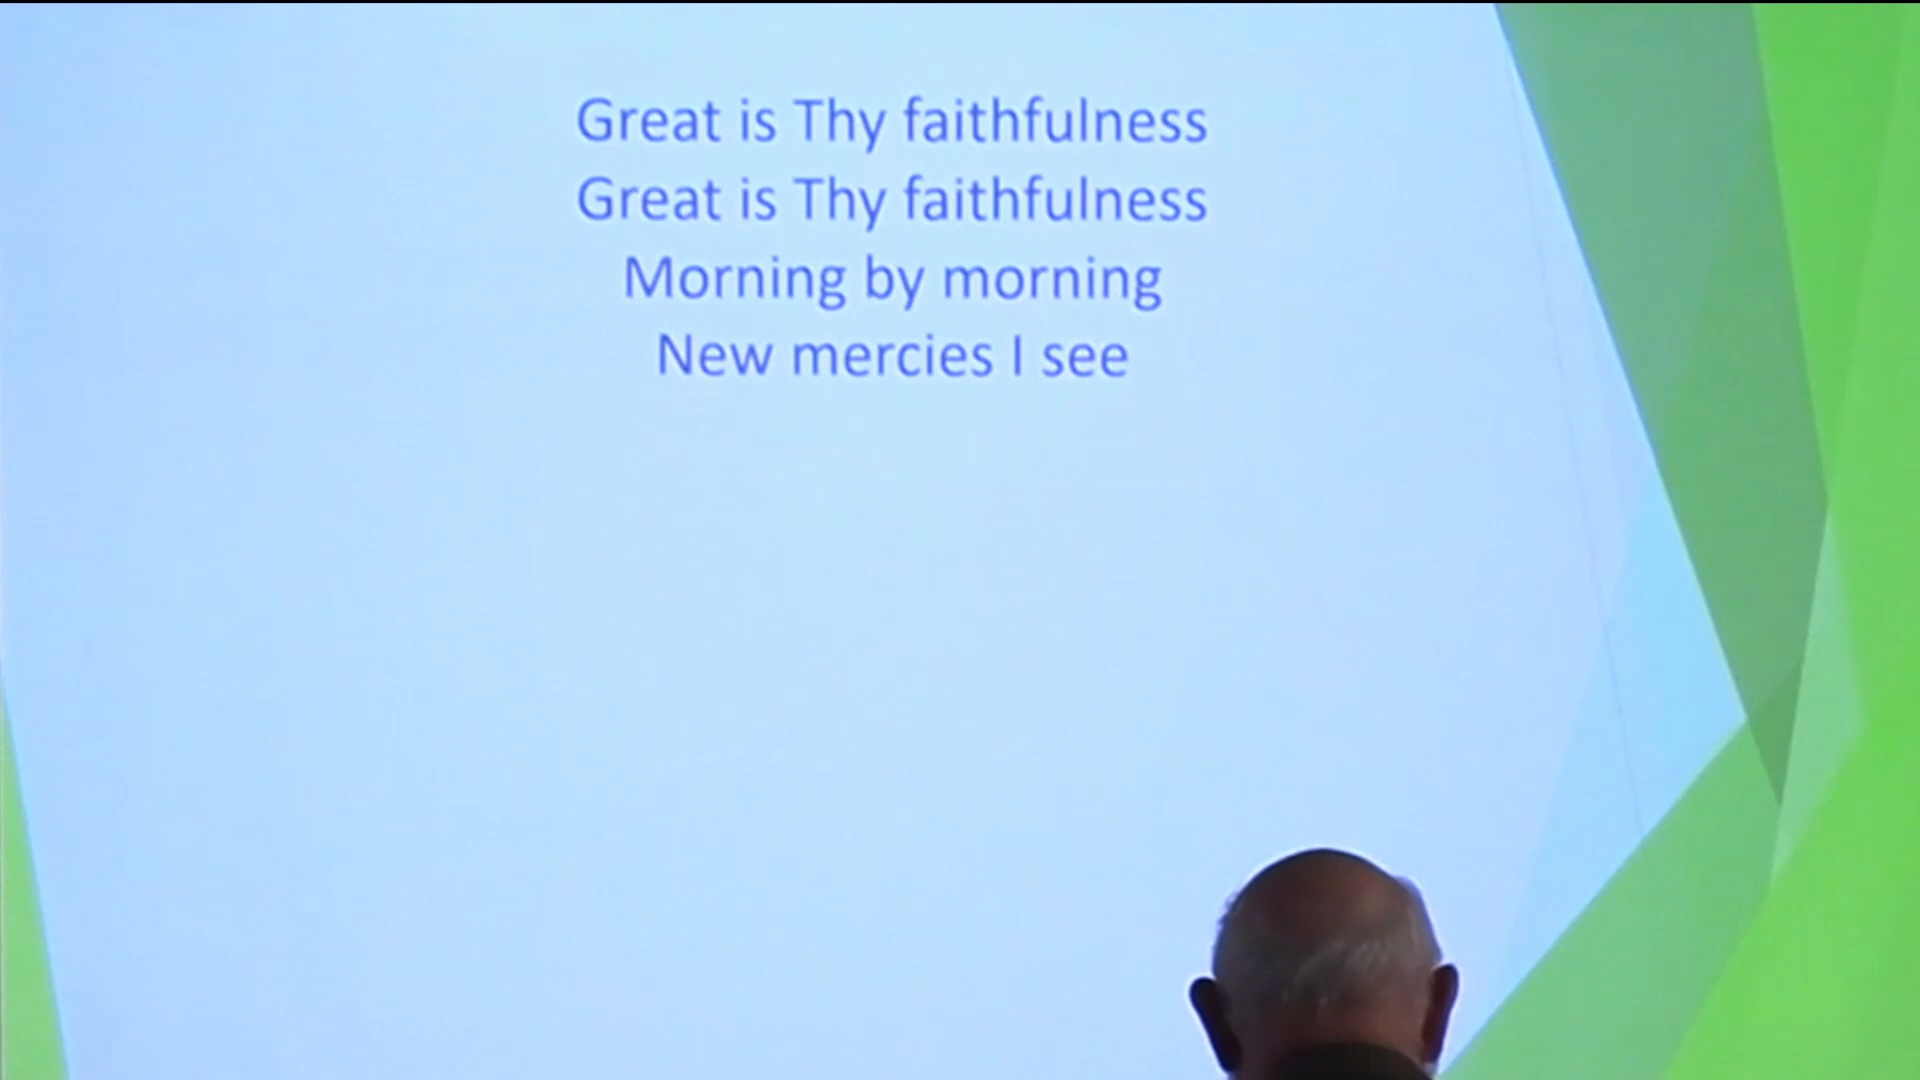 Great is Thy faithfulness
Great is Thy faithfulness
Morning by morning
New mercies I see